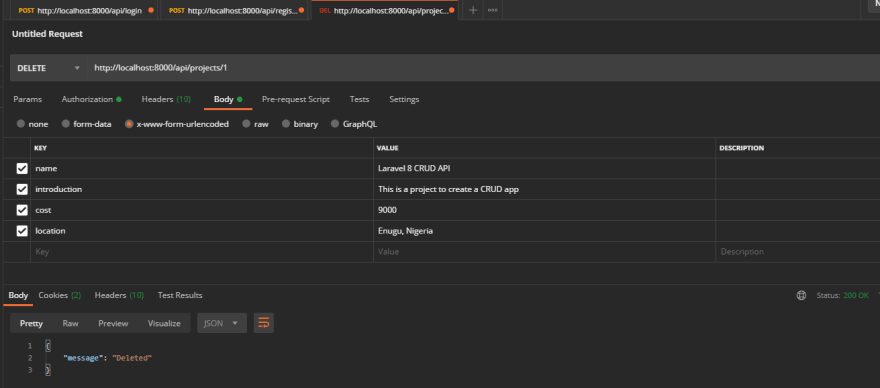 POST http://localhost:8000/api/login POST http://localhost:8000/api/regis... DEL http://localhost:8000/api/projec... + ••• N
Untitled Request
DELETE http://localhost:8000/api/projects/1
Params Authorization Headers (10) Body Pre-request Script Tests Settings
none form-data x-www-form-urlencoded raw binary GraphQL
KEY VALUE DESCRIPTION
name Laravel 8 CRUD API
introduction This is a project to create a CRUD app
cost 9000
location Enugu, Nigeria
Key Value Description
Body Cookies (2) Headers (10) Test Results Status: 200 OK
Pretty Raw Preview Visualize JSON
1 {
2 "message": "Deleted"
3 }